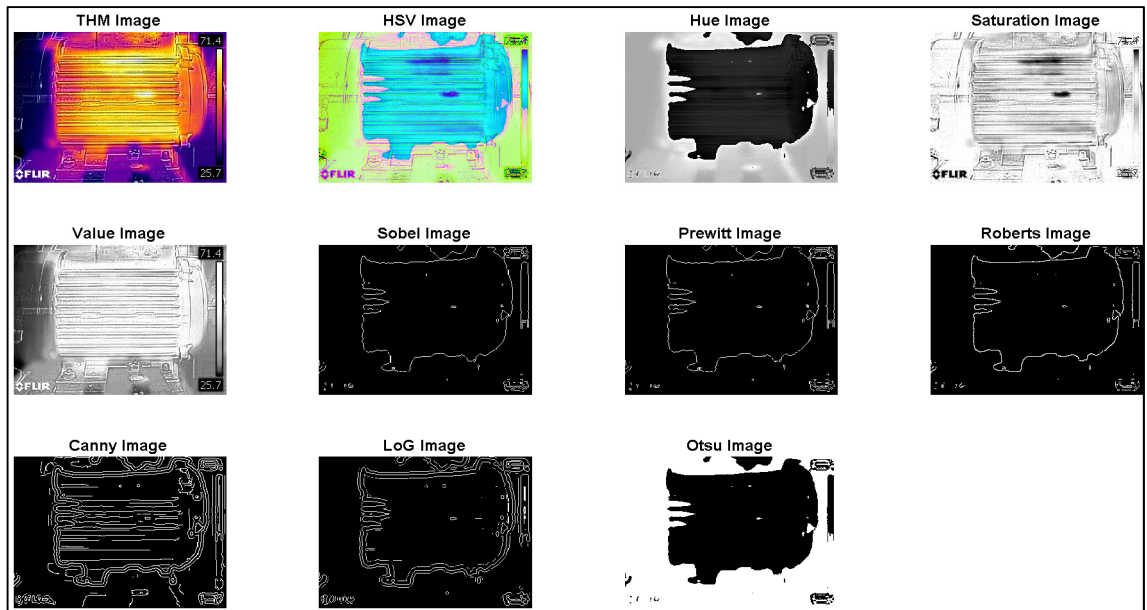 THM Image
71.4
25.7
FLIR
HSV Image
FLIR
Hue Image
Saturation Image
FLIR
Value Image
71.4
25.7
FLIR
Sobel Image
Prewitt Image
Roberts Image
Canny Image
LoG Image
Otsu Image